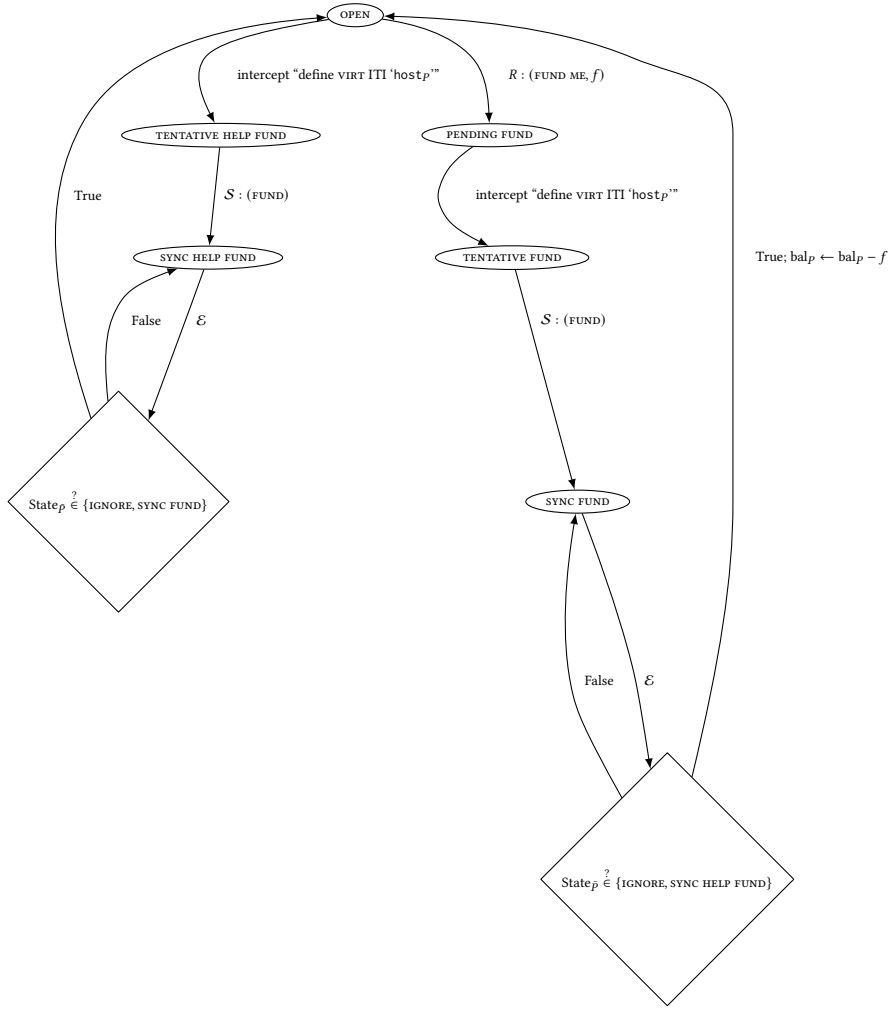 OPEN
intercept “define VIRT ITI ‘host_P’”
R : (FUND ME, f)
TENTATIVE HELP FUND
PENDING FUND
True
𝒮 : (FUND)
intercept “define VIRT ITI ‘host_P’”
SYNC HELP FUND
TENTATIVE FUND
True; bal_P ← bal_P − f
False
ℰ
𝒮 : (FUND)
State_P̄ ?∈ {IGNORE, SYNC FUND}
SYNC FUND
False
ℰ
State_P̄ ?∈ {IGNORE, SYNC HELP FUND}